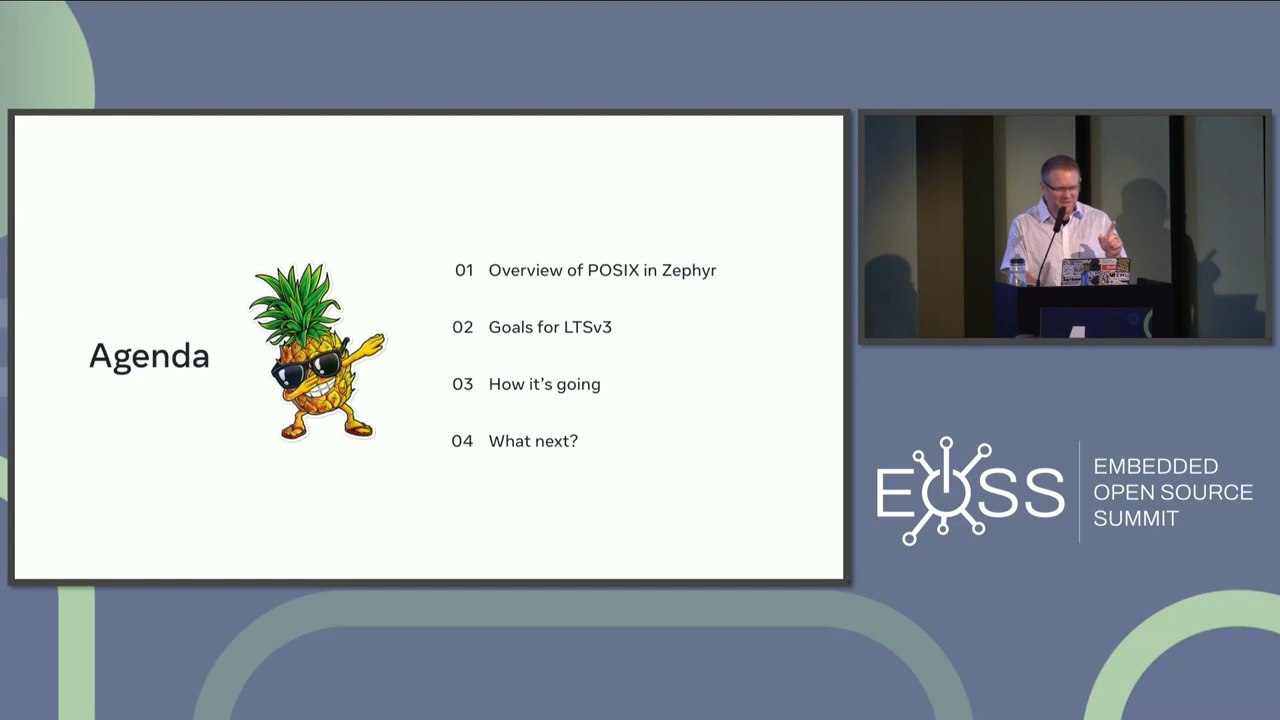 Agenda
01 Overview of POSIX in Zephyr
02 Goals for LTSv3
03 How it’s going
04 What next?
EOSS
EMBEDDED
OPEN SOURCE
SUMMIT